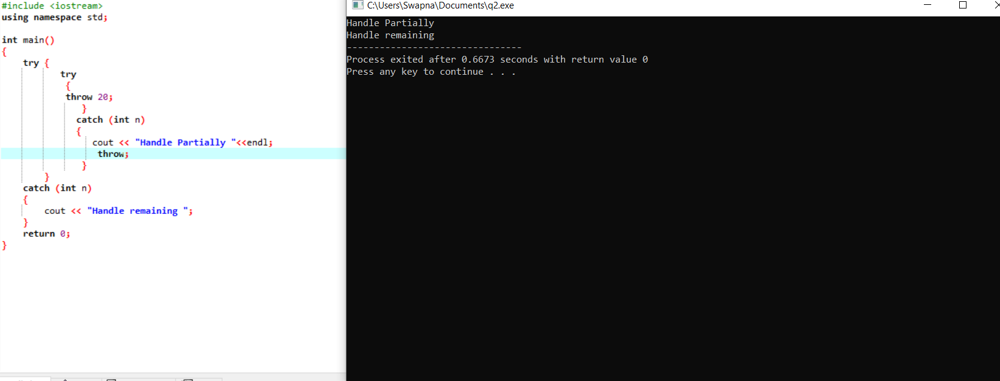 #include <iostream>
using namespace std;
int main()
{
try {
try
{
throw 20;
}
catch (int n)
{
cout << "Handle Partially "<<endl;
throw;
}
}
catch (int n)
{
cout << "Handle remaining ";
}
return 0;
}
C:\Users\Swapna\Documents\q2.exe
Handle Partially
Handle remaining
--------------------------------
Process exited after 0.6673 seconds with return value 0
Press any key to continue . . .